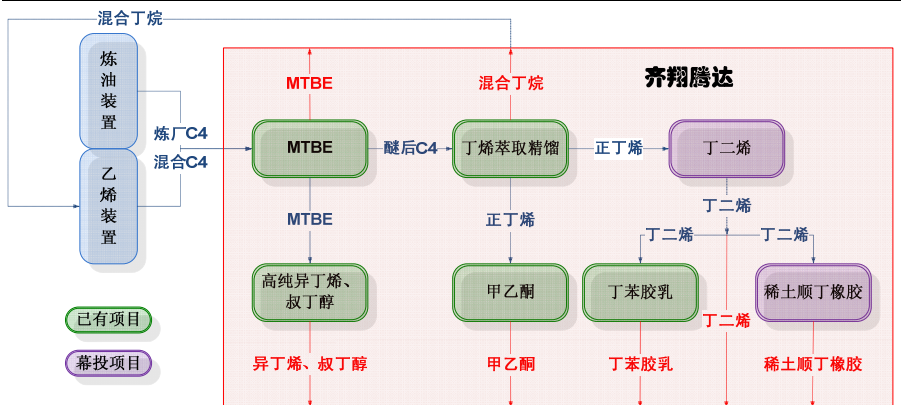 混合丁烷
炼油装置
MTBE
混合丁烷
齐翔腾达
炼厂C4
混合C4
MTBE
醚后C4
丁烯萃取精馏
正丁烯
丁二烯
乙烯装置
MTBE
正丁烯
丁二烯
丁二烯
丁二烯
高纯异丁烯、
叔丁醇
甲乙酮
丁苯胶乳
稀土顺丁橡胶
已有项目
丁二烯
幕投项目
异丁烯、叔丁醇
甲乙酮
丁苯胶乳
稀土顺丁橡胶